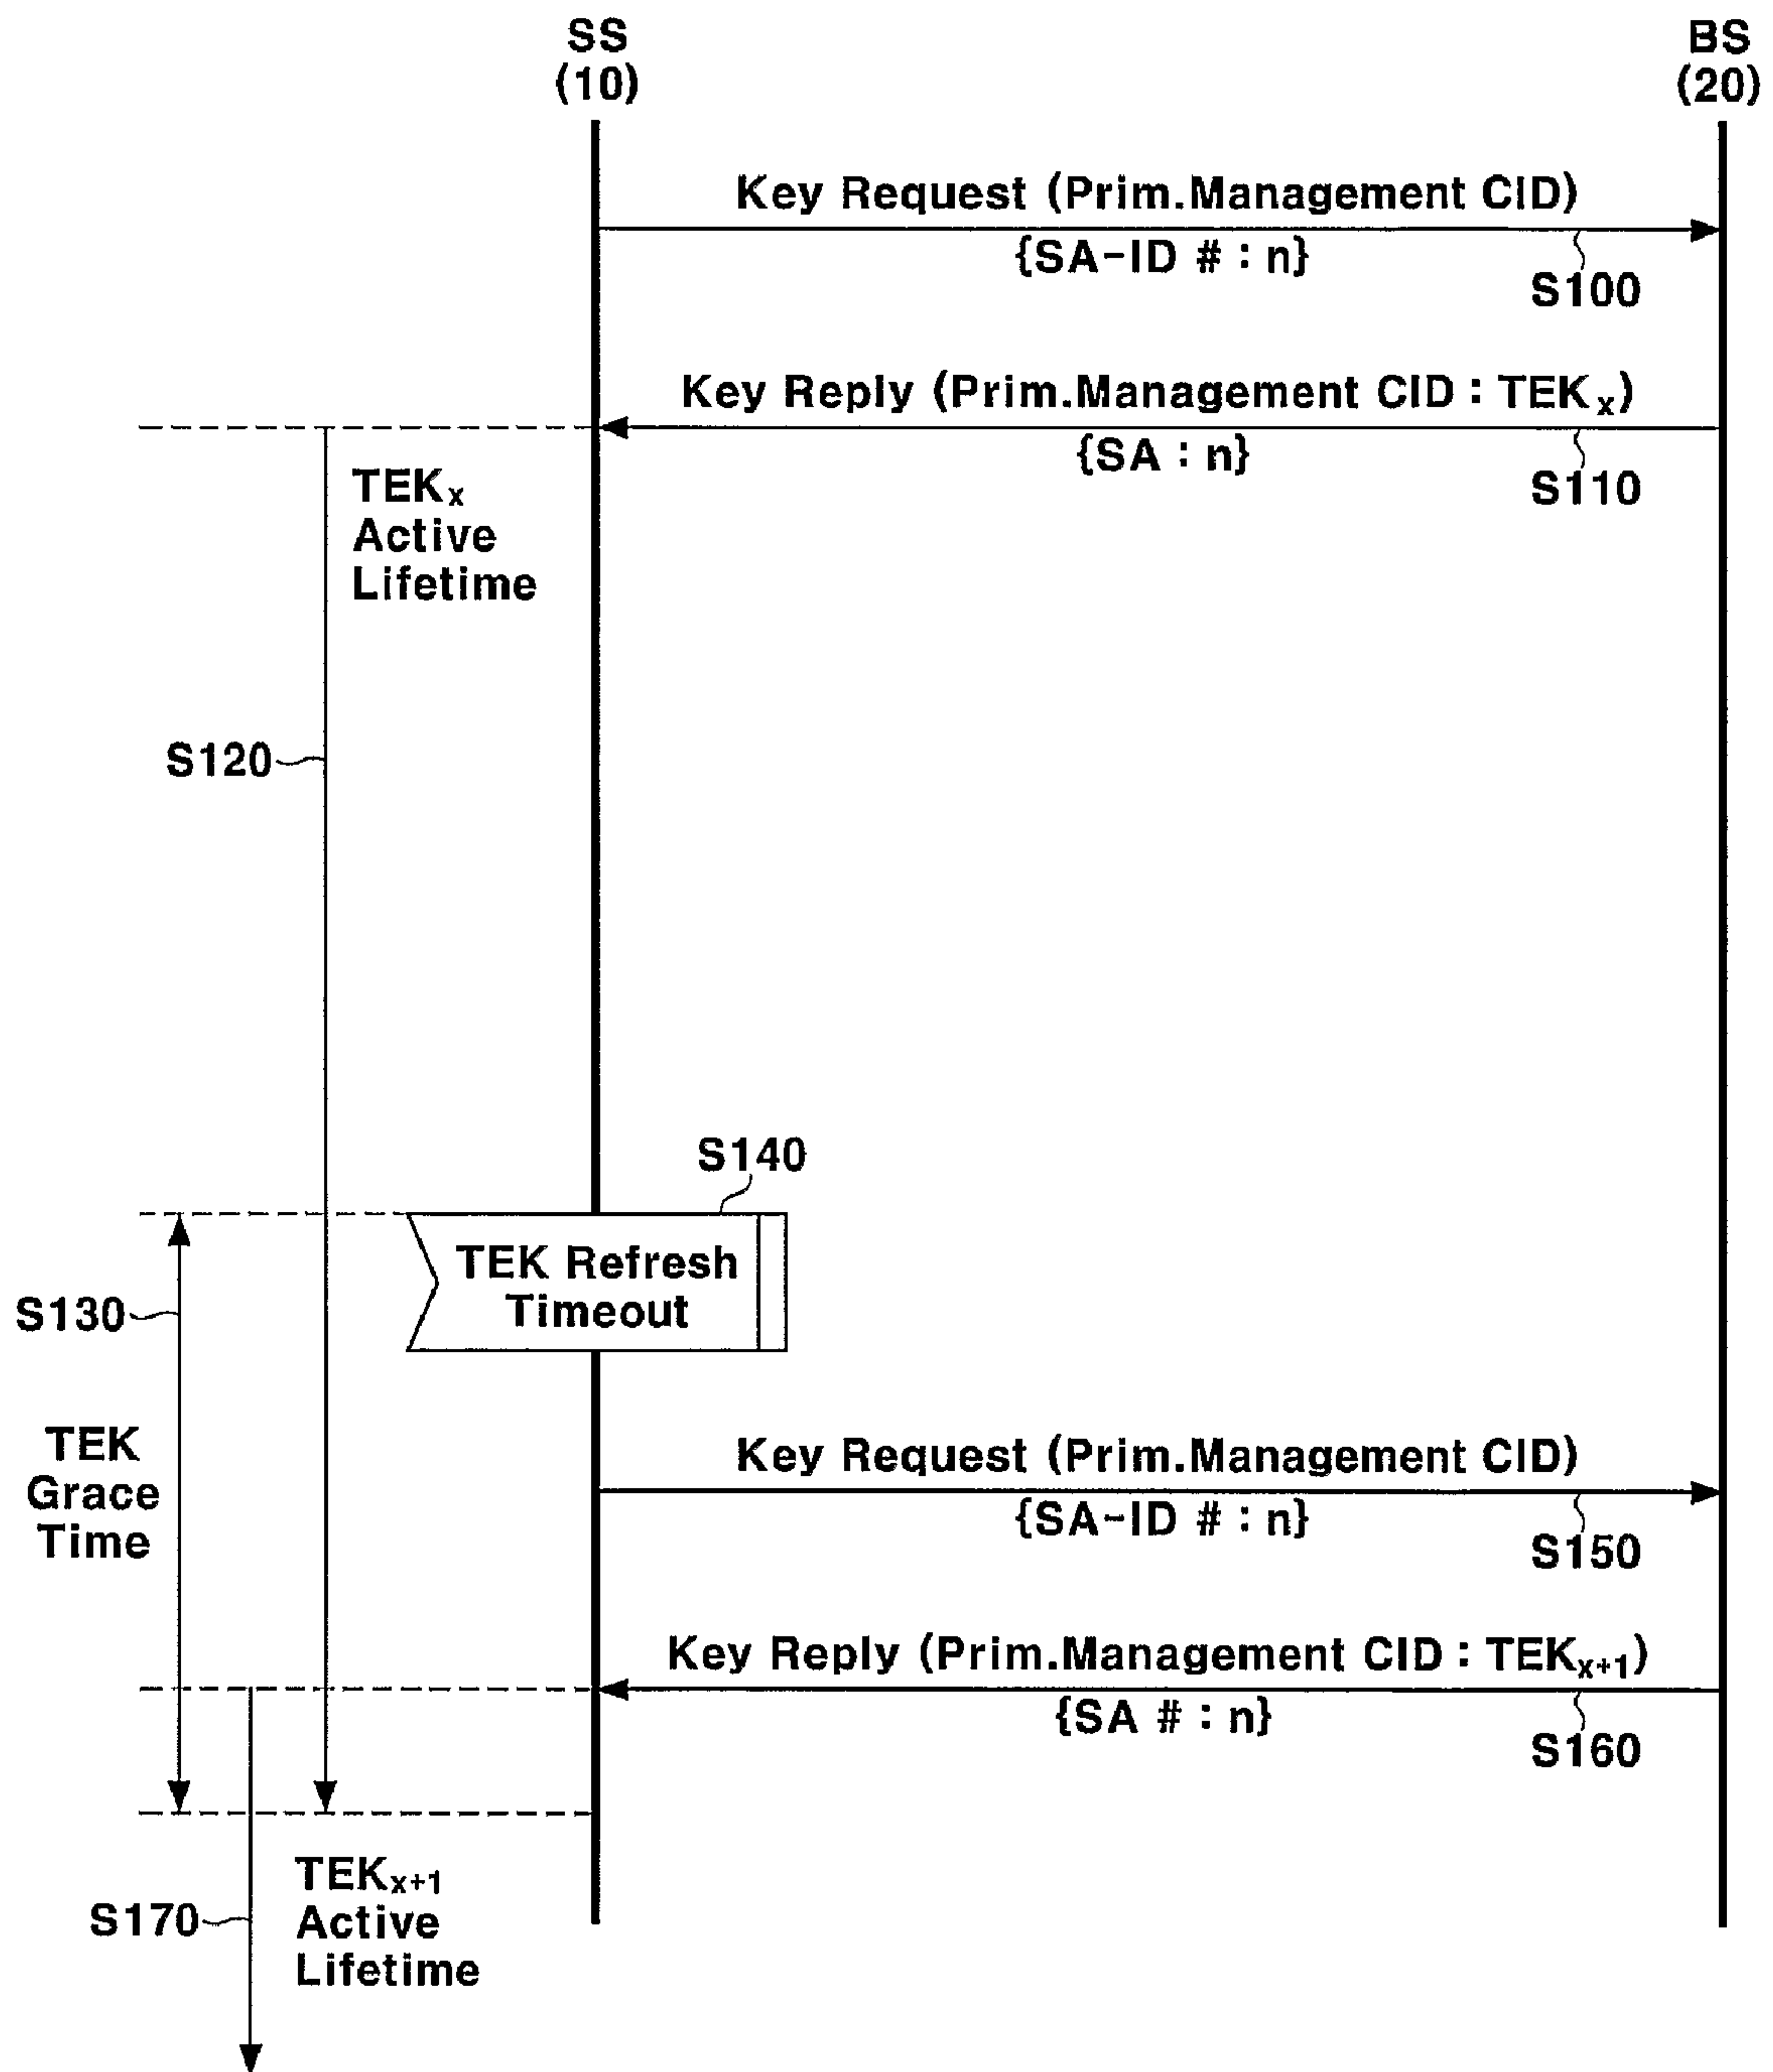 SS
(10)
BS
(20)
Key Request (Prim.Management CID)
{SA-ID # : n}
S100
Key Reply (Prim.Management CID : TEKx)
{SA : n}
S110
TEKx
Active
Lifetime
S120
S140
TEK Refresh
Timeout
S130
TEK
Grace
Time
Key Request (Prim.Management CID)
{SA-ID # : n}
S150
Key Reply (Prim.Management CID : TEKx+1)
{SA # : n}
S160
TEKx+1
Active
Lifetime
S170